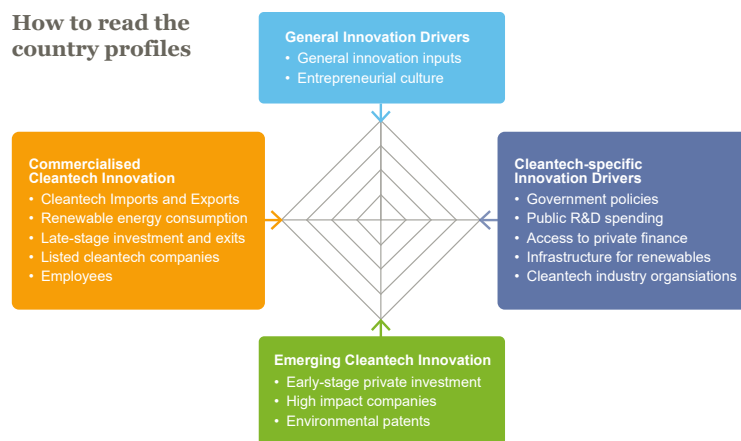 How to read the
country profiles
General Innovation Drivers
• General innovation inputs
• Entrepreneurial culture
Commercialised
Cleantech Innovation
• Cleantech Imports and Exports
• Renewable energy consumption
• Late-stage investment and exits
• Listed cleantech companies
• Employees
Cleantech-specific
Innovation Drivers
• Government policies
• Public R&D spending
• Access to private finance
• Infrastructure for renewables
• Cleantech industry organsiations
Emerging Cleantech Innovation
• Early-stage private investment
• High impact companies
• Environmental patents